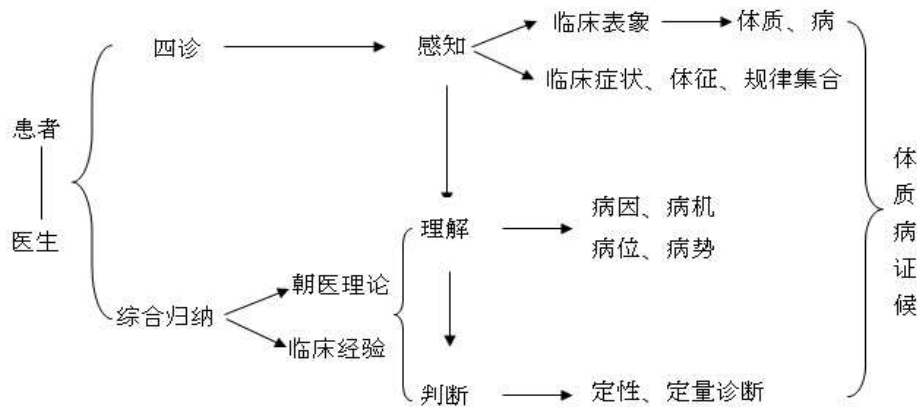 临床表象
体质、病
四诊
感知
临床症状、体征、规律集合
患者
医生
理解
病因、病机
病位、病势
体质病证候
朝医理论
综合归纳
临床经验
判断
定性、定量诊断